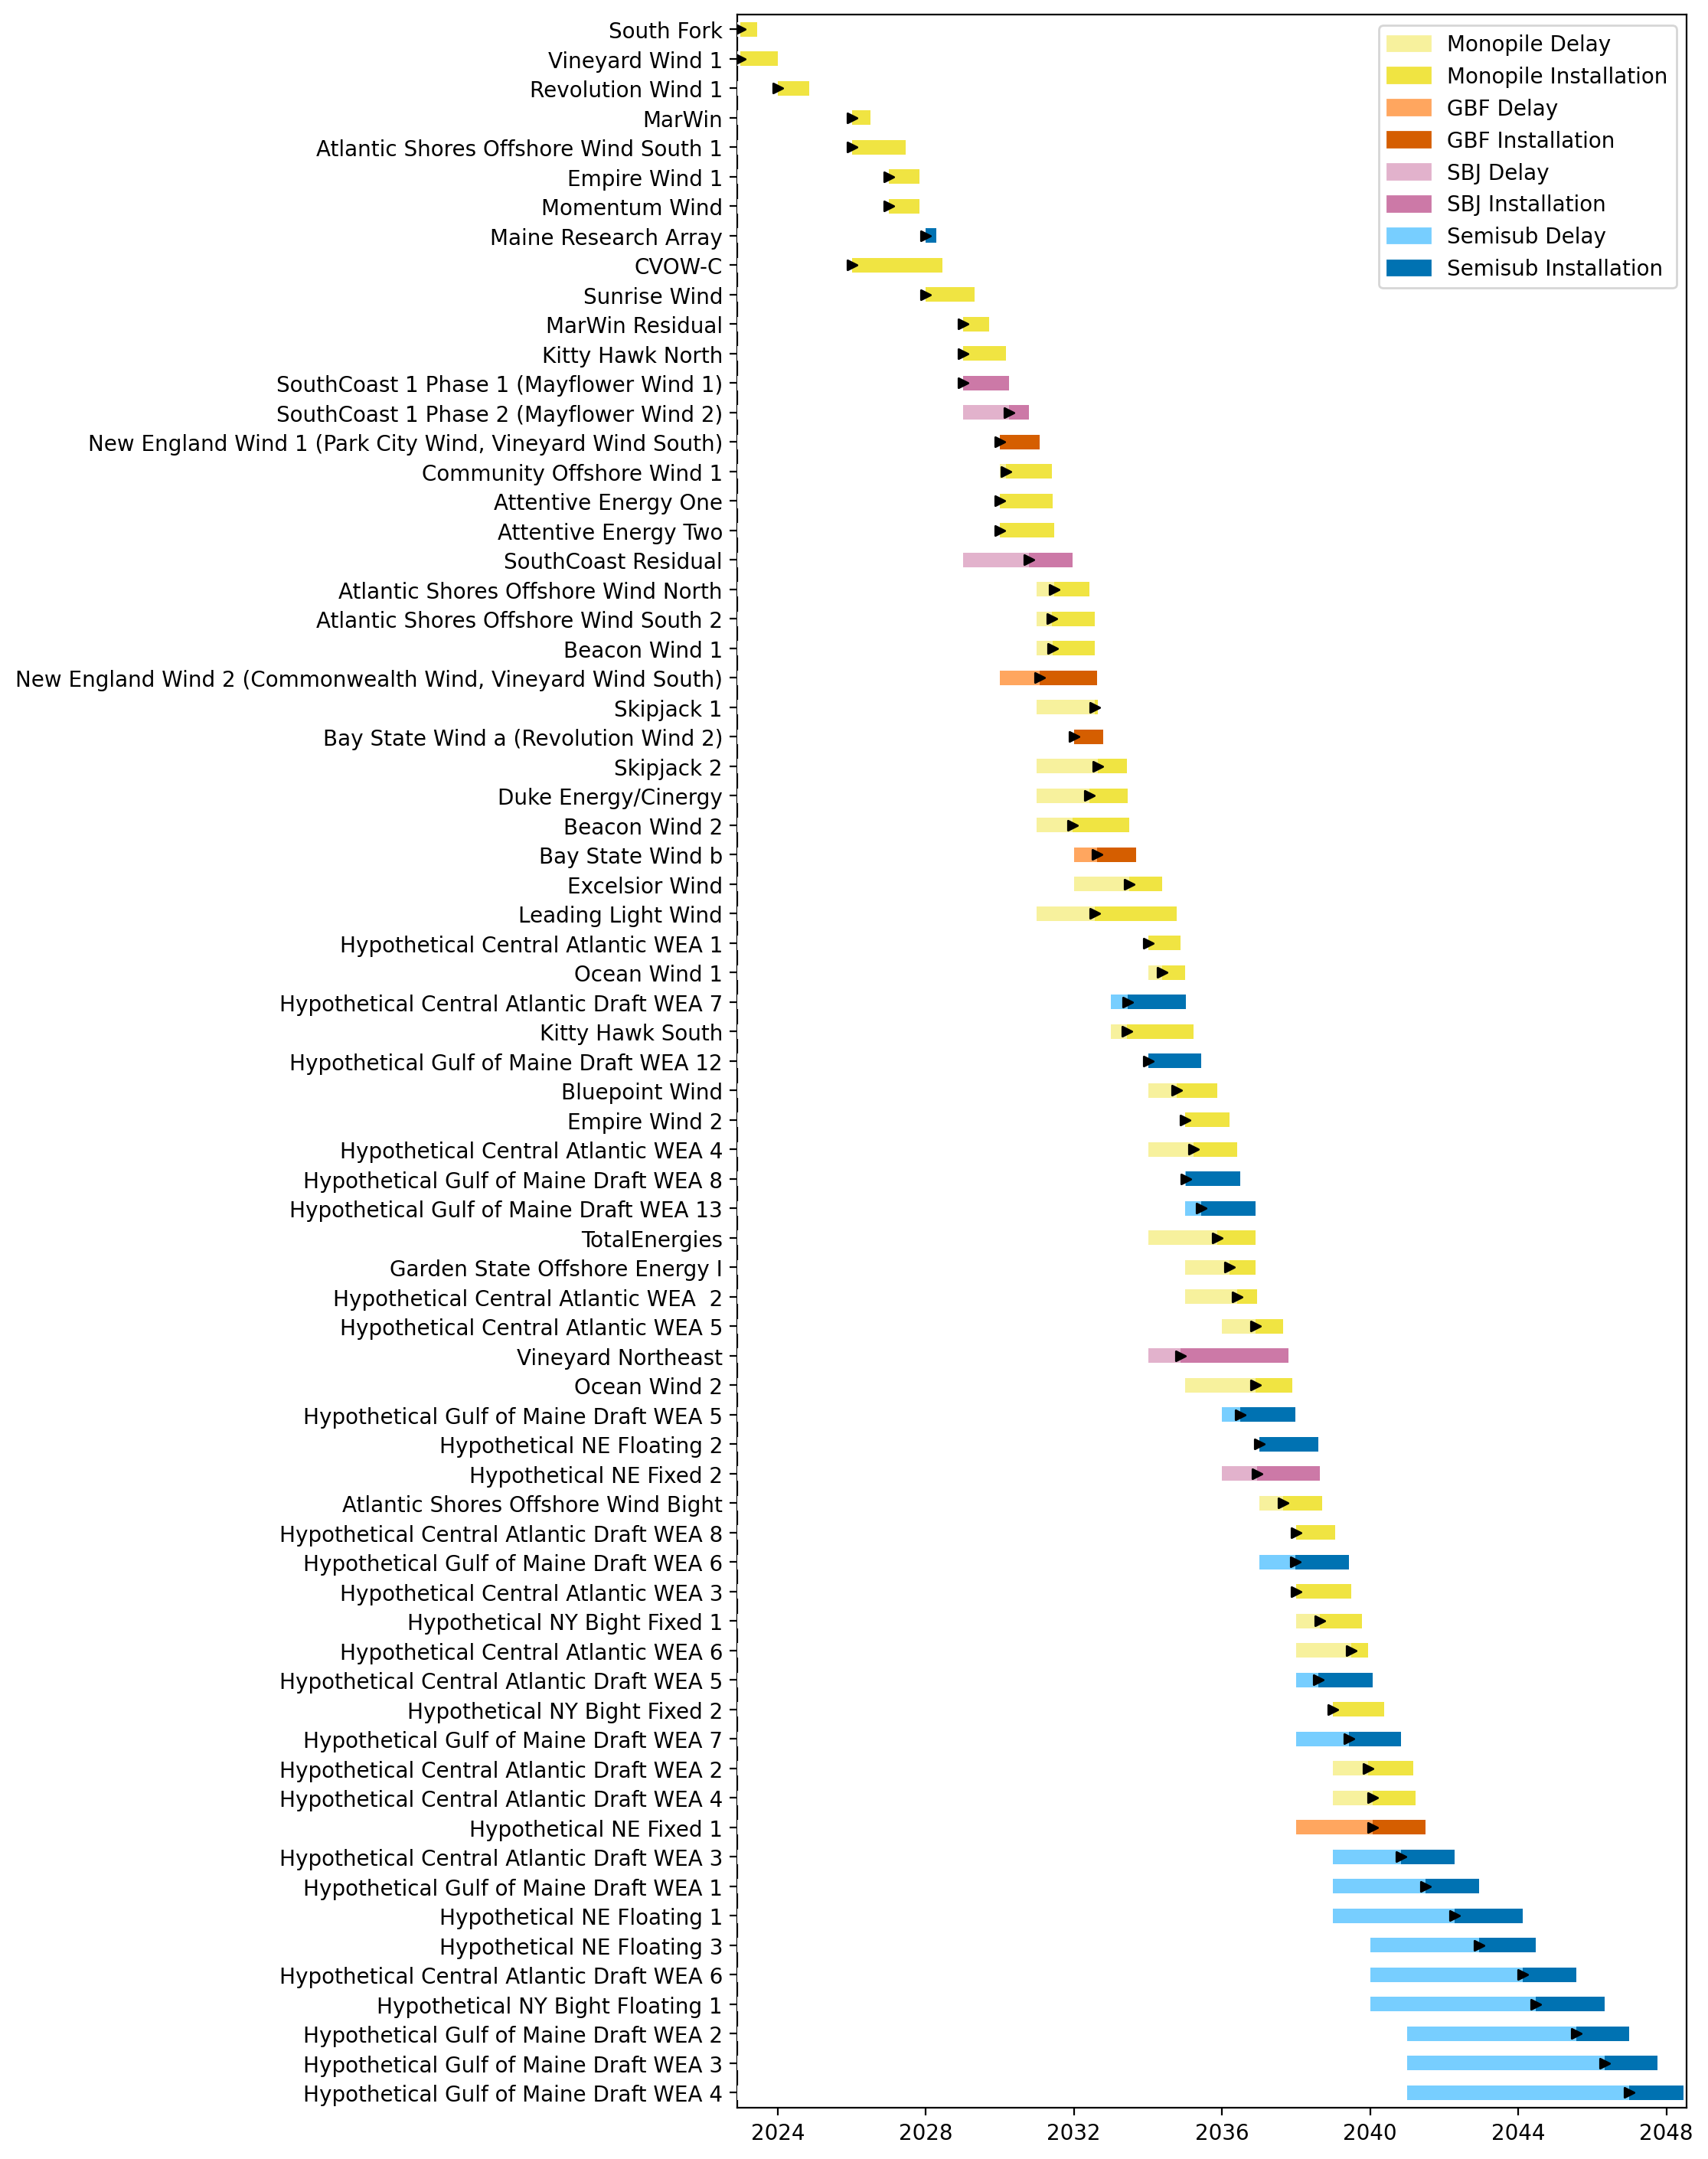 South Fork
Vineyard Wind 1
Revolution Wind 1
MarWin
Atlantic Shores Offshore Wind South 1
Empire Wind 1
Momentum Wind
Maine Research Array
CVOW-C
Sunrise Wind
MarWin Residual
Kitty Hawk North
SouthCoast 1 Phase 1 (Mayflower Wind 1)
SouthCoast 1 Phase 2 (Mayflower Wind 2)
New England Wind 1 (Park City Wind, Vineyard Wind South)
Community Offshore Wind 1
Attentive Energy One
Attentive Energy Two
SouthCoast Residual
Atlantic Shores Offshore Wind North
Atlantic Shores Offshore Wind South 2
Beacon Wind 1
New England Wind 2 (Commonwealth Wind, Vineyard Wind South)
Skipjack 1
Bay State Wind a (Revolution Wind 2)
Skipjack 2
Duke Energy/Cinergy
Beacon Wind 2
Bay State Wind b
Excelsior Wind
Leading Light Wind
Hypothetical Central Atlantic WEA 1
Ocean Wind 1
Hypothetical Central Atlantic Draft WEA 7
Kitty Hawk South
Hypothetical Gulf of Maine Draft WEA 12
Bluepoint Wind
Empire Wind 2
Hypothetical Central Atlantic WEA 4
Hypothetical Gulf of Maine Draft WEA 8
Hypothetical Gulf of Maine Draft WEA 13
TotalEnergies
Garden State Offshore Energy I
Hypothetical Central Atlantic WEA  2
Hypothetical Central Atlantic WEA 5
Vineyard Northeast
Ocean Wind 2
Hypothetical Gulf of Maine Draft WEA 5
Hypothetical NE Floating 2
Hypothetical NE Fixed 2
Atlantic Shores Offshore Wind Bight
Hypothetical Central Atlantic Draft WEA 8
Hypothetical Gulf of Maine Draft WEA 6
Hypothetical Central Atlantic WEA 3
Hypothetical NY Bight Fixed 1
Hypothetical Central Atlantic WEA 6
Hypothetical Central Atlantic Draft WEA 5
Hypothetical NY Bight Fixed 2
Hypothetical Gulf of Maine Draft WEA 7
Hypothetical Central Atlantic Draft WEA 2
Hypothetical Central Atlantic Draft WEA 4
Hypothetical NE Fixed 1
Hypothetical Central Atlantic Draft WEA 3
Hypothetical Gulf of Maine Draft WEA 1
Hypothetical NE Floating 1
Hypothetical NE Floating 3
Hypothetical Central Atlantic Draft WEA 6
Hypothetical NY Bight Floating 1
Hypothetical Gulf of Maine Draft WEA 2
Hypothetical Gulf of Maine Draft WEA 3
Hypothetical Gulf of Maine Draft WEA 4
Monopile Delay
Monopile Installation
GBF Delay
GBF Installation
SBJ Delay
SBJ Installation
Semisub Delay
Semisub Installation
2024 2028 2032 2036 2040 2044 2048